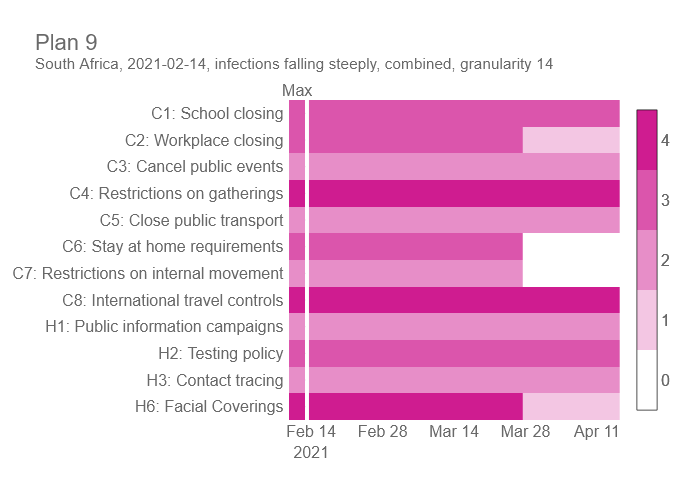 Plan 9
South Africa, 2021-02-14, infections falling steeply, combined, granularity 14
Max
C1: School closing
C2: Workplace closing
C3: Cancel public events
C4: Restrictions on gatherings
C5: Close public transport
C6: Stay at home requirements
C7: Restrictions on internal movement
C8: International travel controls
H1: Public information campaigns
H2: Testing policy
H3: Contact tracing
H6: Facial Coverings
Feb 14 Feb 28 Mar 14 Mar 28 Apr 11
2021
4
3
2
1
0